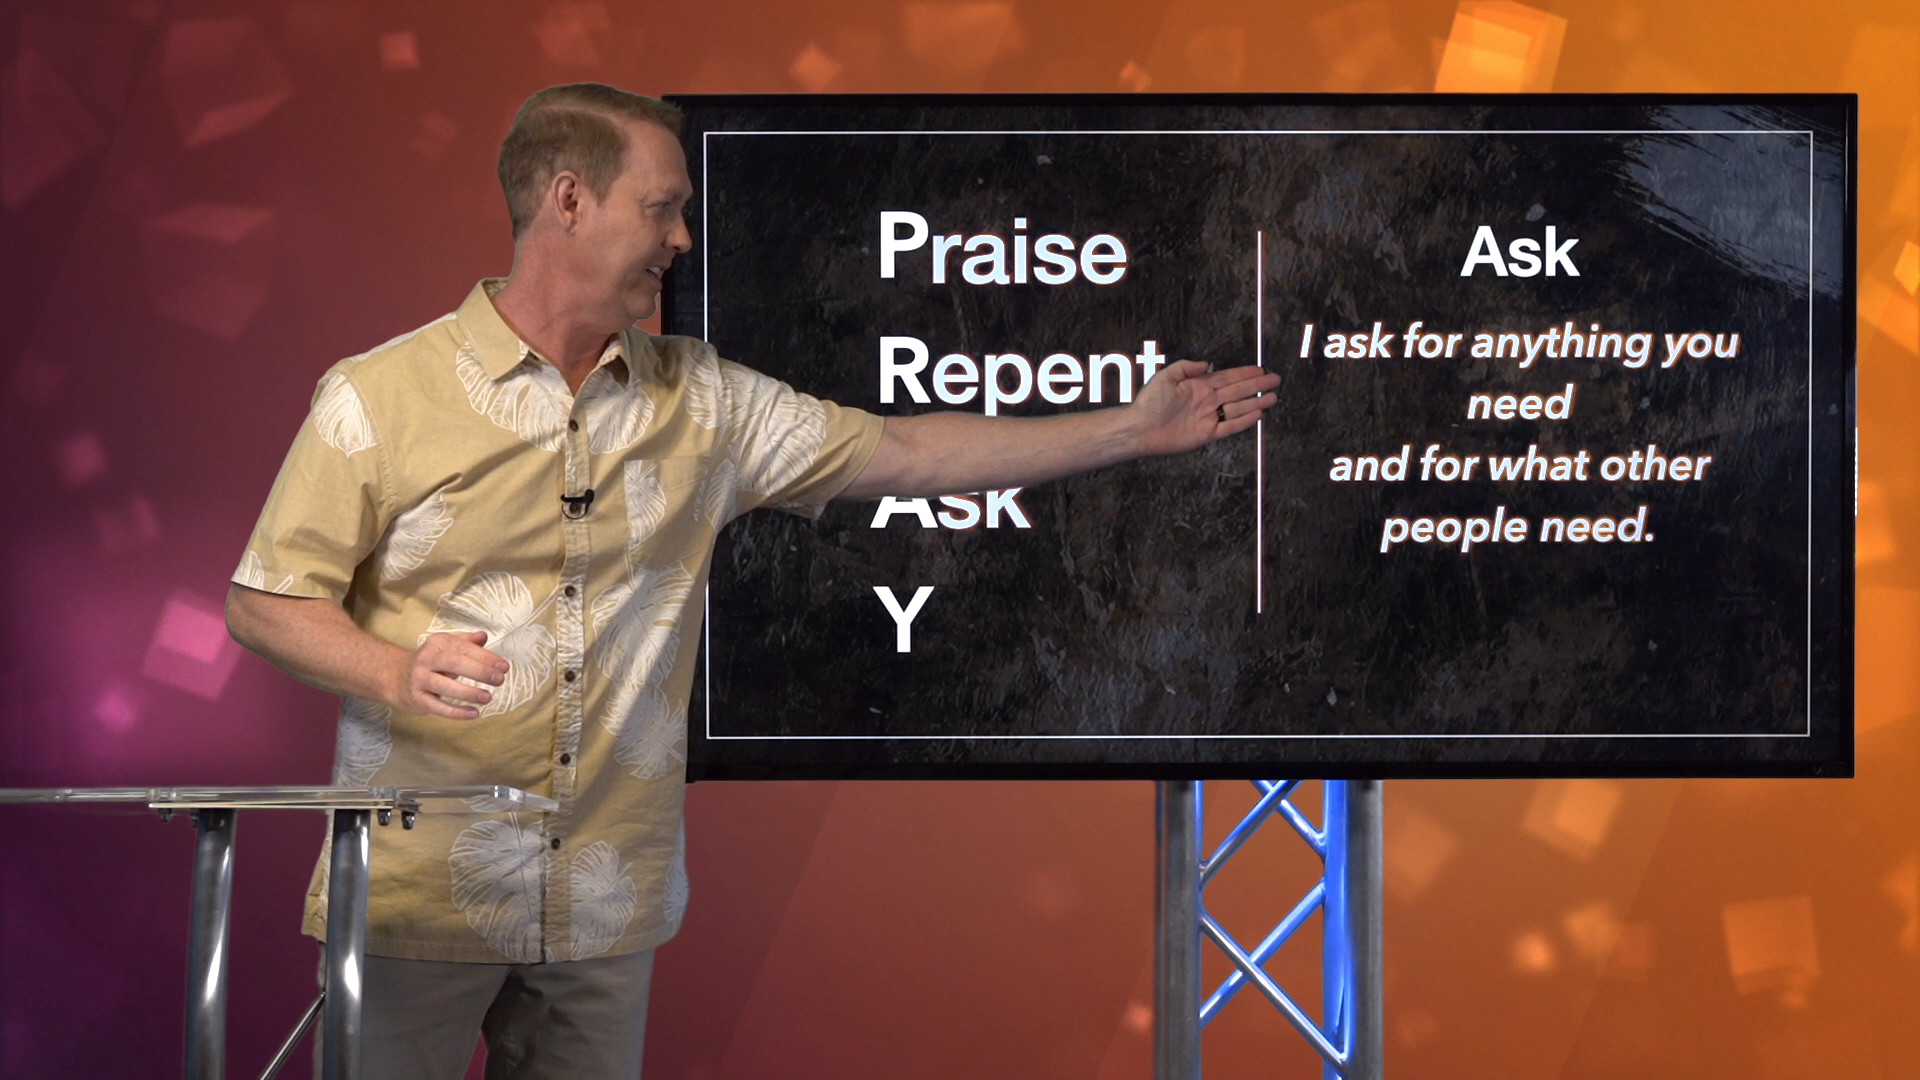 Praise
Repent
Ask
Y
Ask
I ask for anything you
need
and for what other
people need.